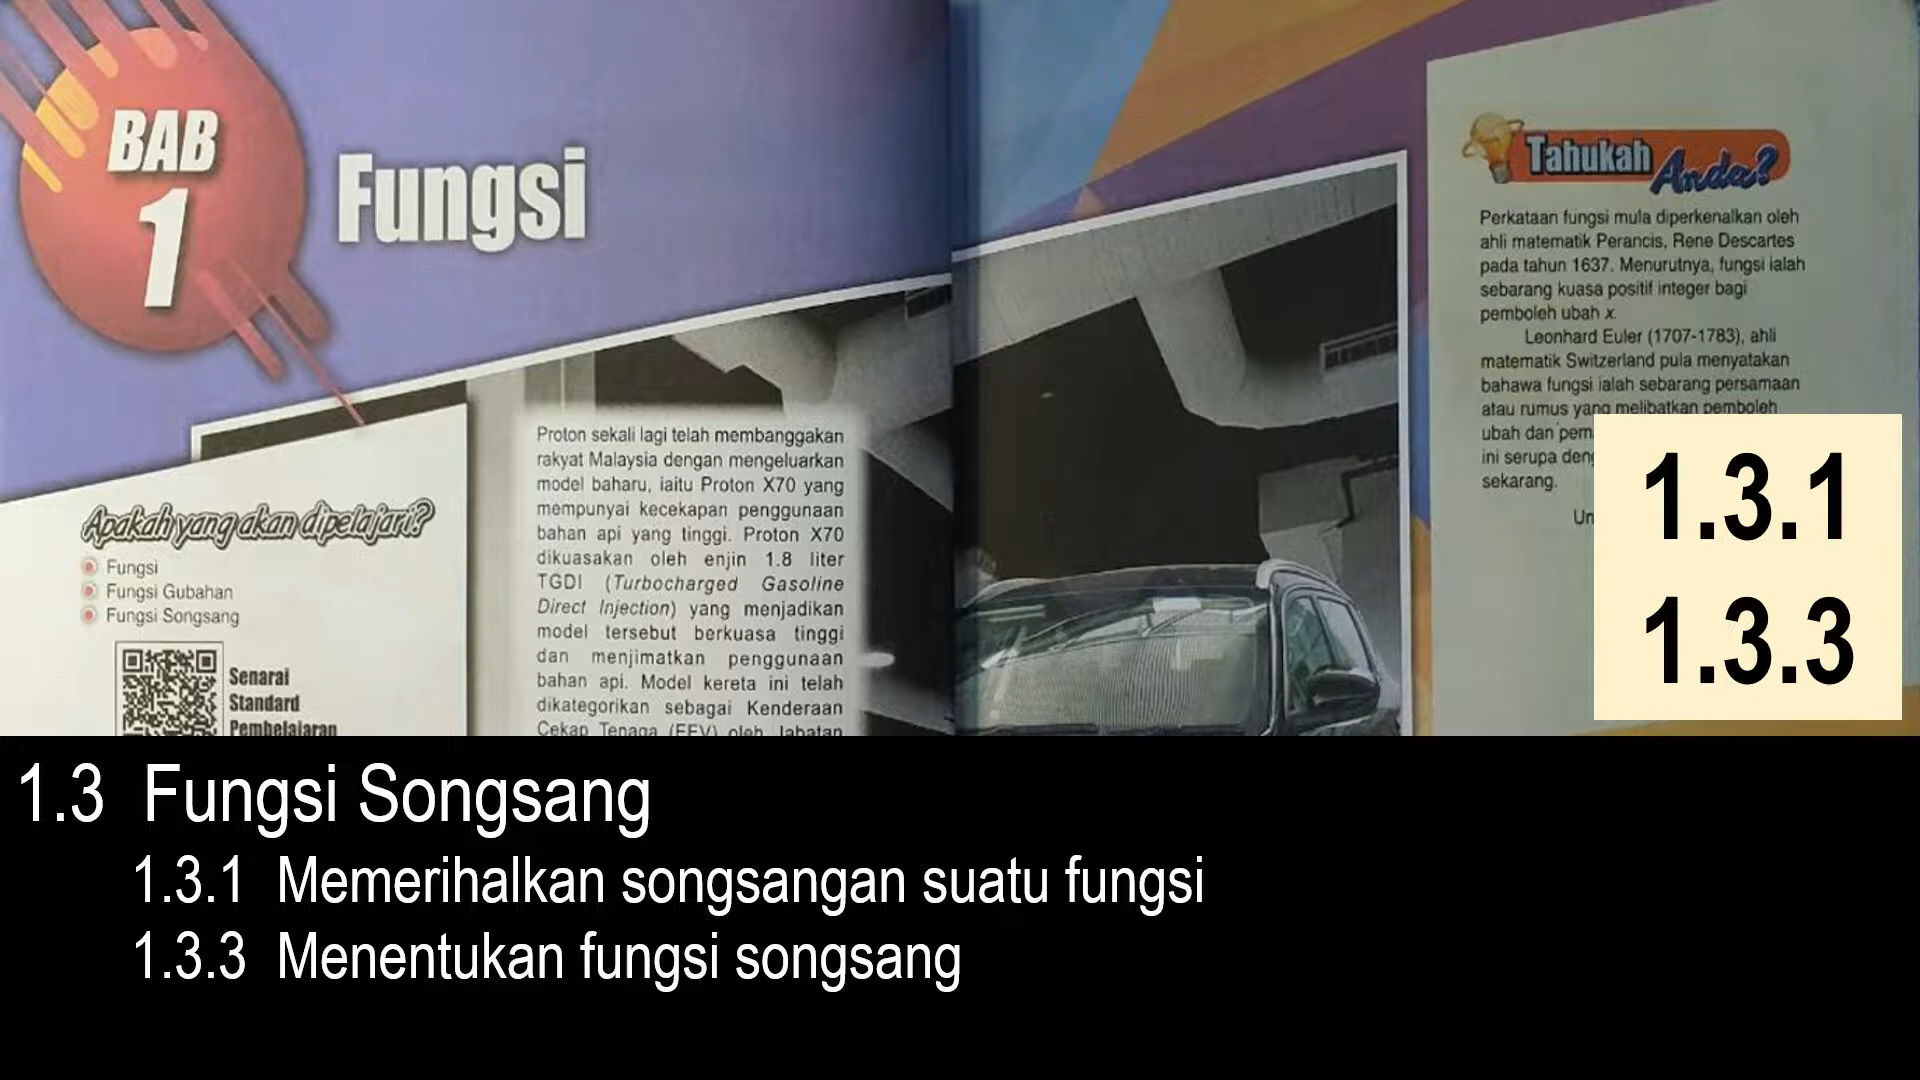 BAB
1
Fungsi
Apakah yang akan dipelajari?
Fungsi
Fungsi Gubahan
Fungsi Songsang
Senarai
Standard
Pembelajaran
Proton sekali lagi telah membanggakan
rakyat Malaysia dengan mengeluarkan
model baharu, iaitu Proton X70 yang
mempunyai kecekapan penggunaan
bahan api yang tinggi. Proton X70
dikuasakan oleh enjin 1.8 liter
TGDI (Turbocharged Gasoline
Direct Injection) yang menjadikan
model tersebut berkuasa tinggi
dan menjimatkan penggunaan
bahan api. Model kereta ini telah
dikategorikan sebagai Kenderaan
Cekap Tenaga (EEV) oleh Jabatan
Tahukah Anda?
Perkataan fungsi mula diperkenalkan oleh
ahli matematik Perancis, Rene Descartes
pada tahun 1637. Menurutnya, fungsi ialah
sebarang kuasa positif integer bagi
pemboleh ubah x.
Leonhard Euler (1707-1783), ahli
matematik Switzerland pula menyatakan
bahawa fungsi ialah sebarang persamaan
atau rumus yang melibatkan pemboleh
ubah dan
ini serupa
sekarang.
1.3.1
1.3.3
1.3 Fungsi Songsang
1.3.1 Memerihalkan songsangan suatu fungsi
1.3.3 Menentukan fungsi songsang